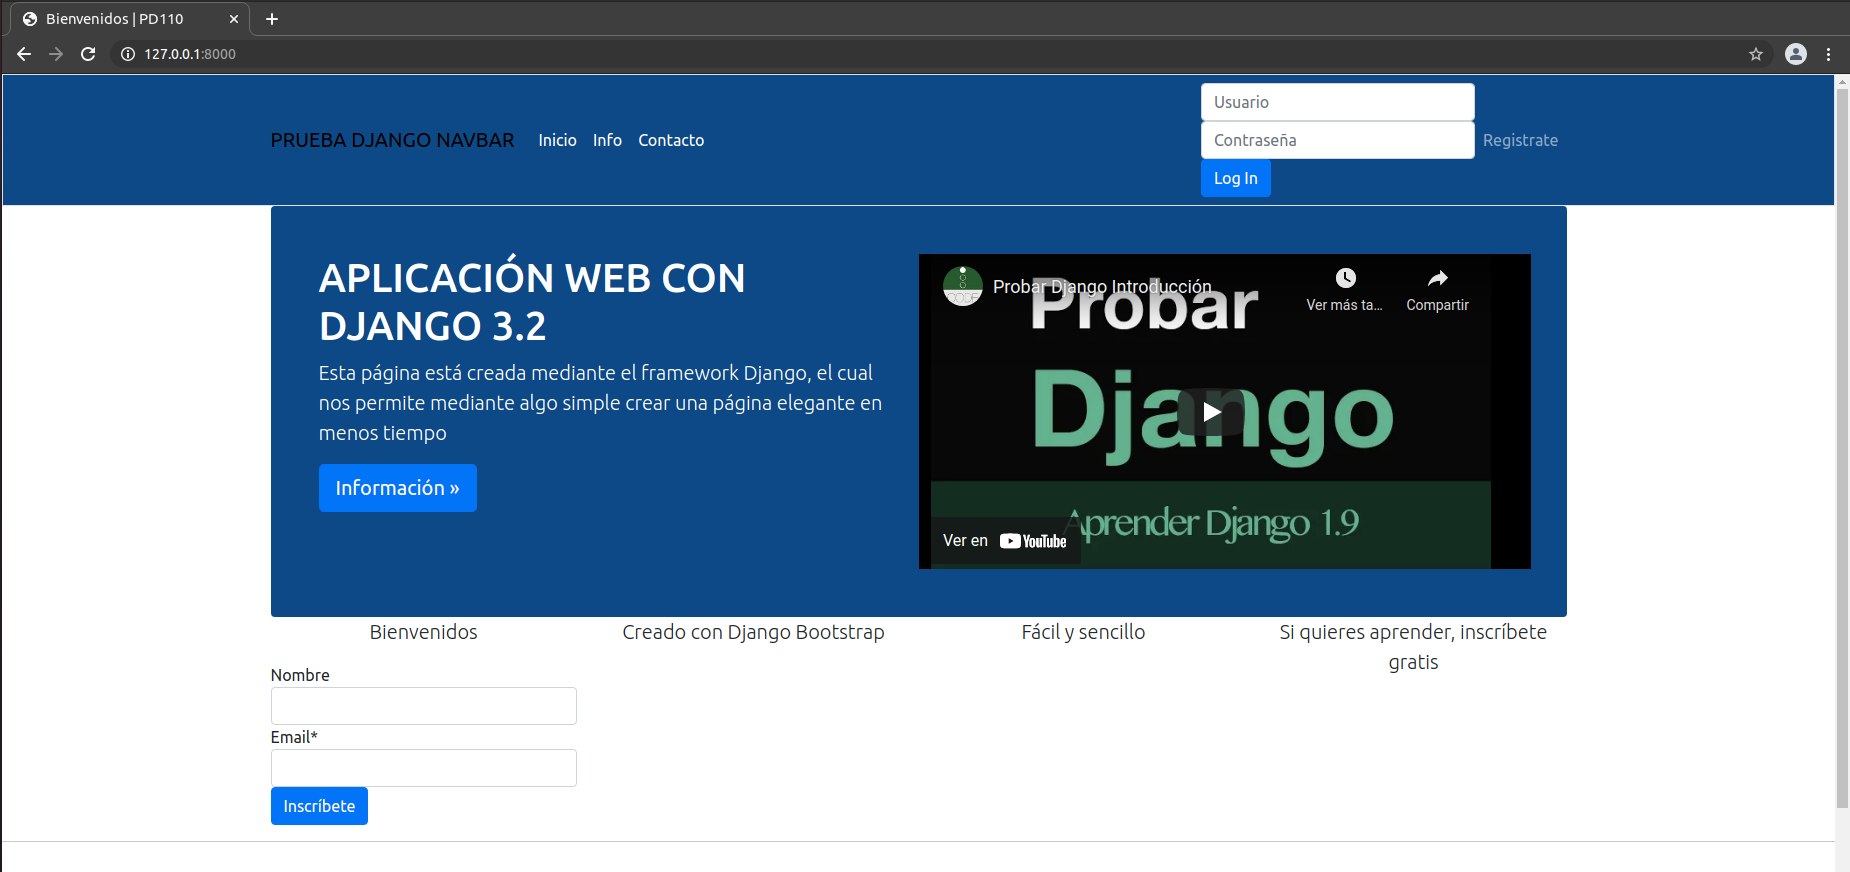 Bienvenidos | PD110
127.0.0.1:8000
PRUEBA DJANGO NAVBAR Inicio Info Contacto
Usuario
Contraseña
Registrate
Log In
APLICACIÓN WEB CON
DJANGO 3.2
Esta página está creada mediante el framework Django, el cual
nos permite mediante algo simple crear una página elegante en
menos tiempo
Información »
CODE
Probar Django Introducción
Ver más ta...
Compartir
Probar
Django
Aprender Django 1.9
Ver en YouTube
Bienvenidos
Creado con Django Bootstrap
Fácil y sencillo
Si quieres aprender, inscríbete
gratis
Nombre
Email*
Inscríbete